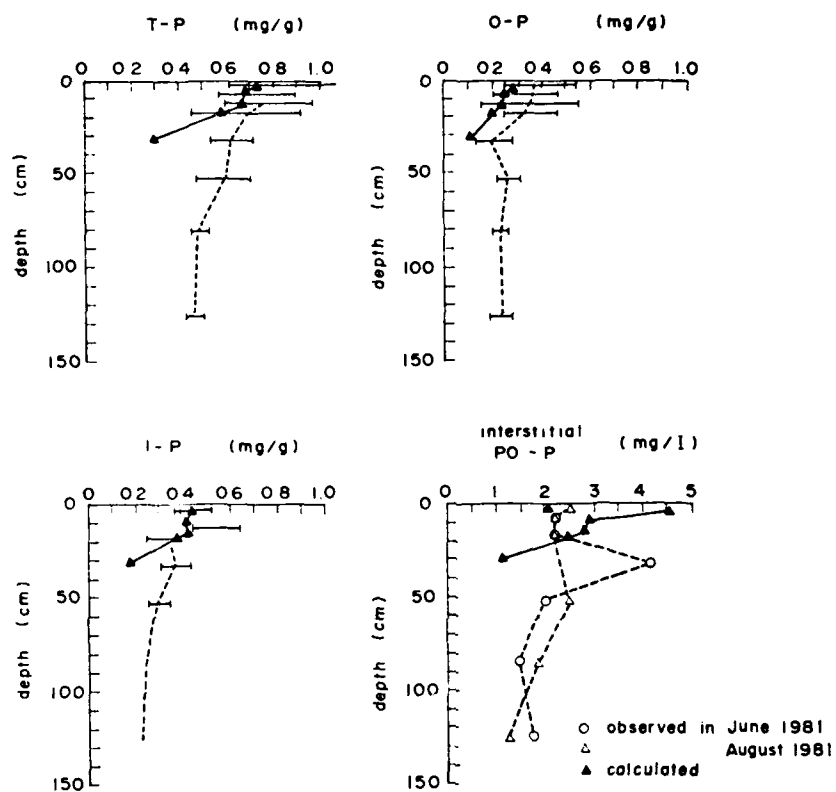 T-P (mg/g)
0 0.2 0.4 0.6 0.8 1.0
0
50
100
150
depth (cm)
O-P (mg/g)
0 0.2 0.4 0.6 0.8 1.0
0
50
100
150
depth (cm)
I-P (mg/g)
0 0.2 0.4 0.6 0.8 1.0
0
50
100
150
depth (cm)
interstitial
PO - P (mg/l)
0 1 2 3 4 5
0
50
100
150
depth (cm)
observed in June 1981
August 1981
calculated